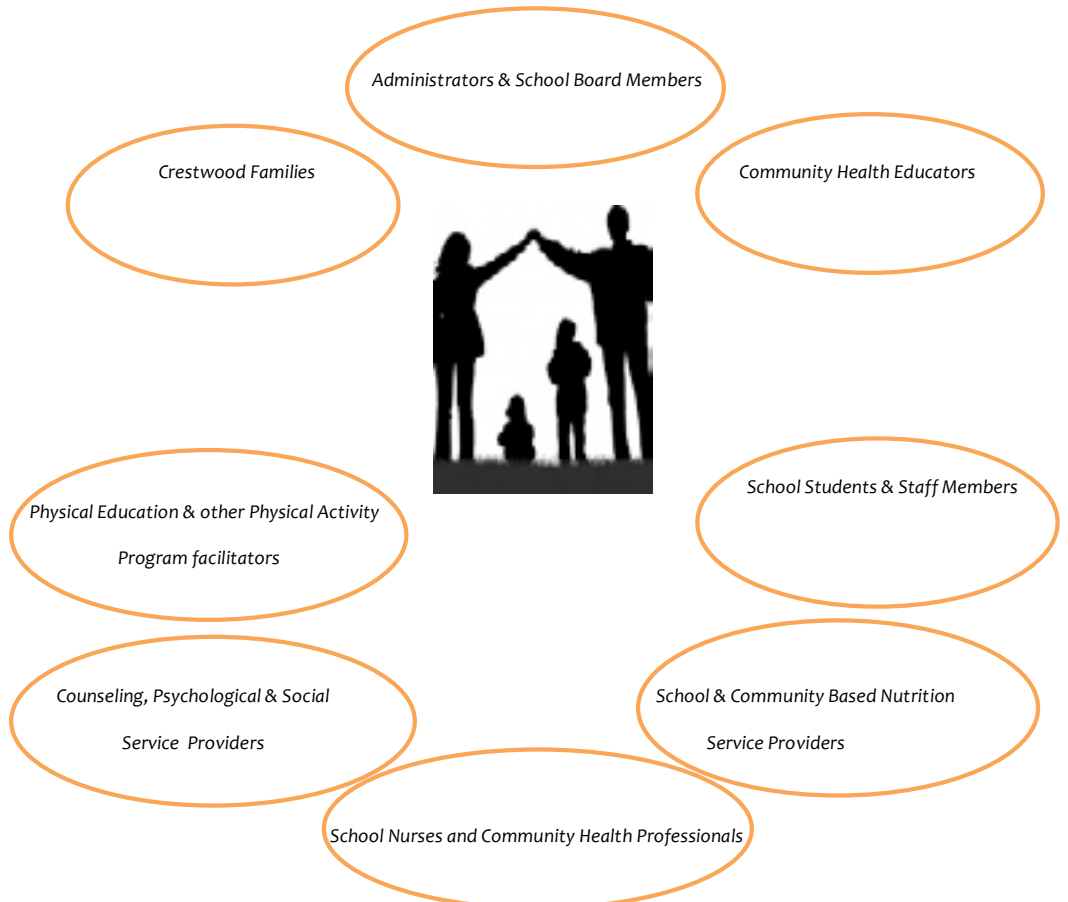 Administrators & School Board Members
Crestwood Families
Community Health Educators
School Students & Staff Members
Physical Education & other Physical Activity
Program facilitators
Counseling, Psychological & Social
Service Providers
School & Community Based Nutrition
Service Providers
School Nurses and Community Health Professionals